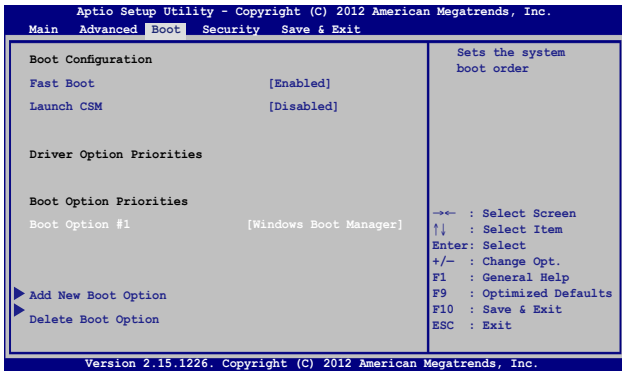 Aptio Setup Utility - Copyright (C) 2012 American Megatrends, Inc.
Main Advanced Boot Security Save & Exit
Boot Configuration
Fast Boot [Enabled]
Launch CSM [Disabled]
Driver Option Priorities
Boot Option Priorities
Boot Option #1 [Windows Boot Manager]
Add New Boot Option
Delete Boot Option
Sets the system
boot order
→← : Select Screen
↑↓ : Select Item
Enter: Select
+/— : Change Opt.
F1 : General Help
F9 : Optimized Defaults
F10 : Save & Exit
ESC : Exit
Version 2.15.1226. Copyright (C) 2012 American Megatrends, Inc.